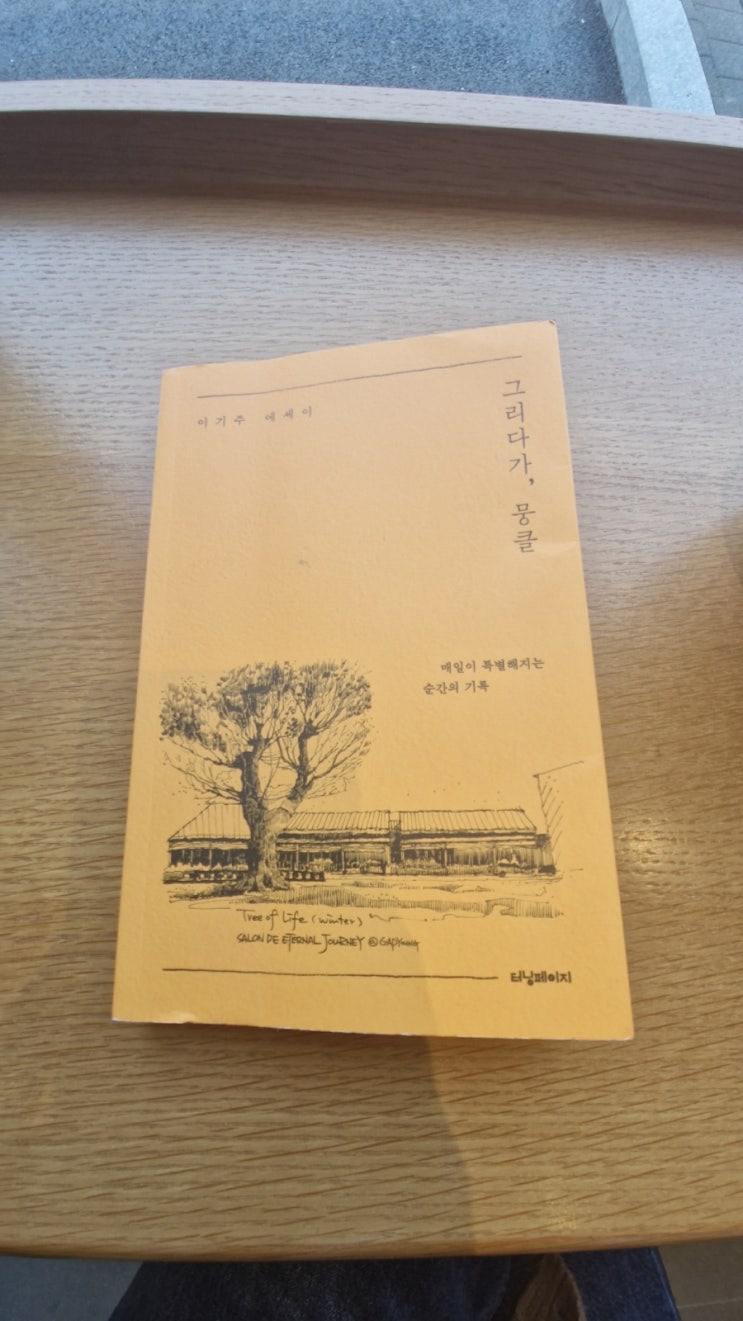 이기주 에세이
그리다가, 뭉클
매일이 특별해지는
순간의 기록
Tree of Life (winter)
SALON DE ETERNAL JOURNEY @ GAPYEONG
터닝페이지